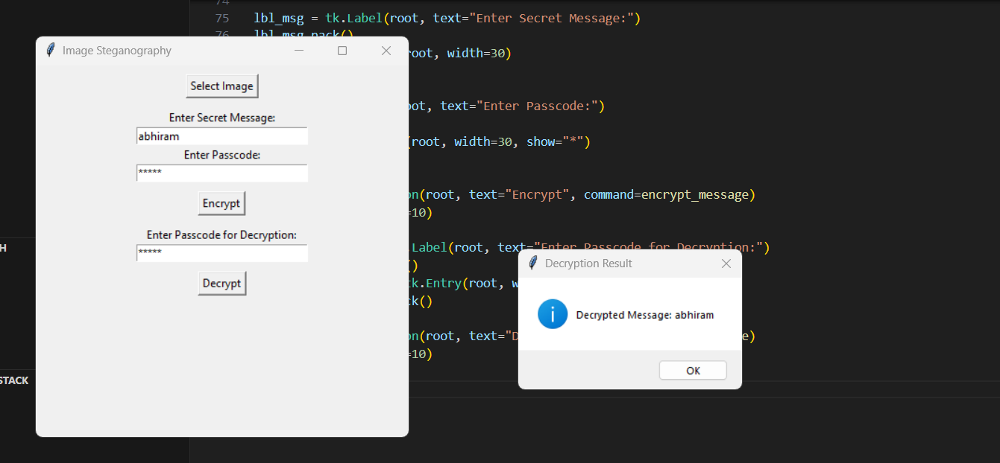 74
75 lbl_msg = tk.Label(root, text="Enter Secret Message:")
76 lbl_msg.pack()
Image Steganography
root, width=30)
Select Image
oot, text="Enter Passcode:")
Enter Secret Message:
abhiram
(root, width=30, show="*")
Enter Passcode:
*****
on(root, text="Encrypt", command=encrypt_message)
Encrypt
=10)
Enter Passcode for Decryption:
*****
.Label(root, text="Enter Passcode for Decryption:")
H
()
Decryption Result
Decrypt
tk.Entry(root, w
ck()
Decrypted Message: abhiram
on(root, text="D
e)
=10)
OK
STACK